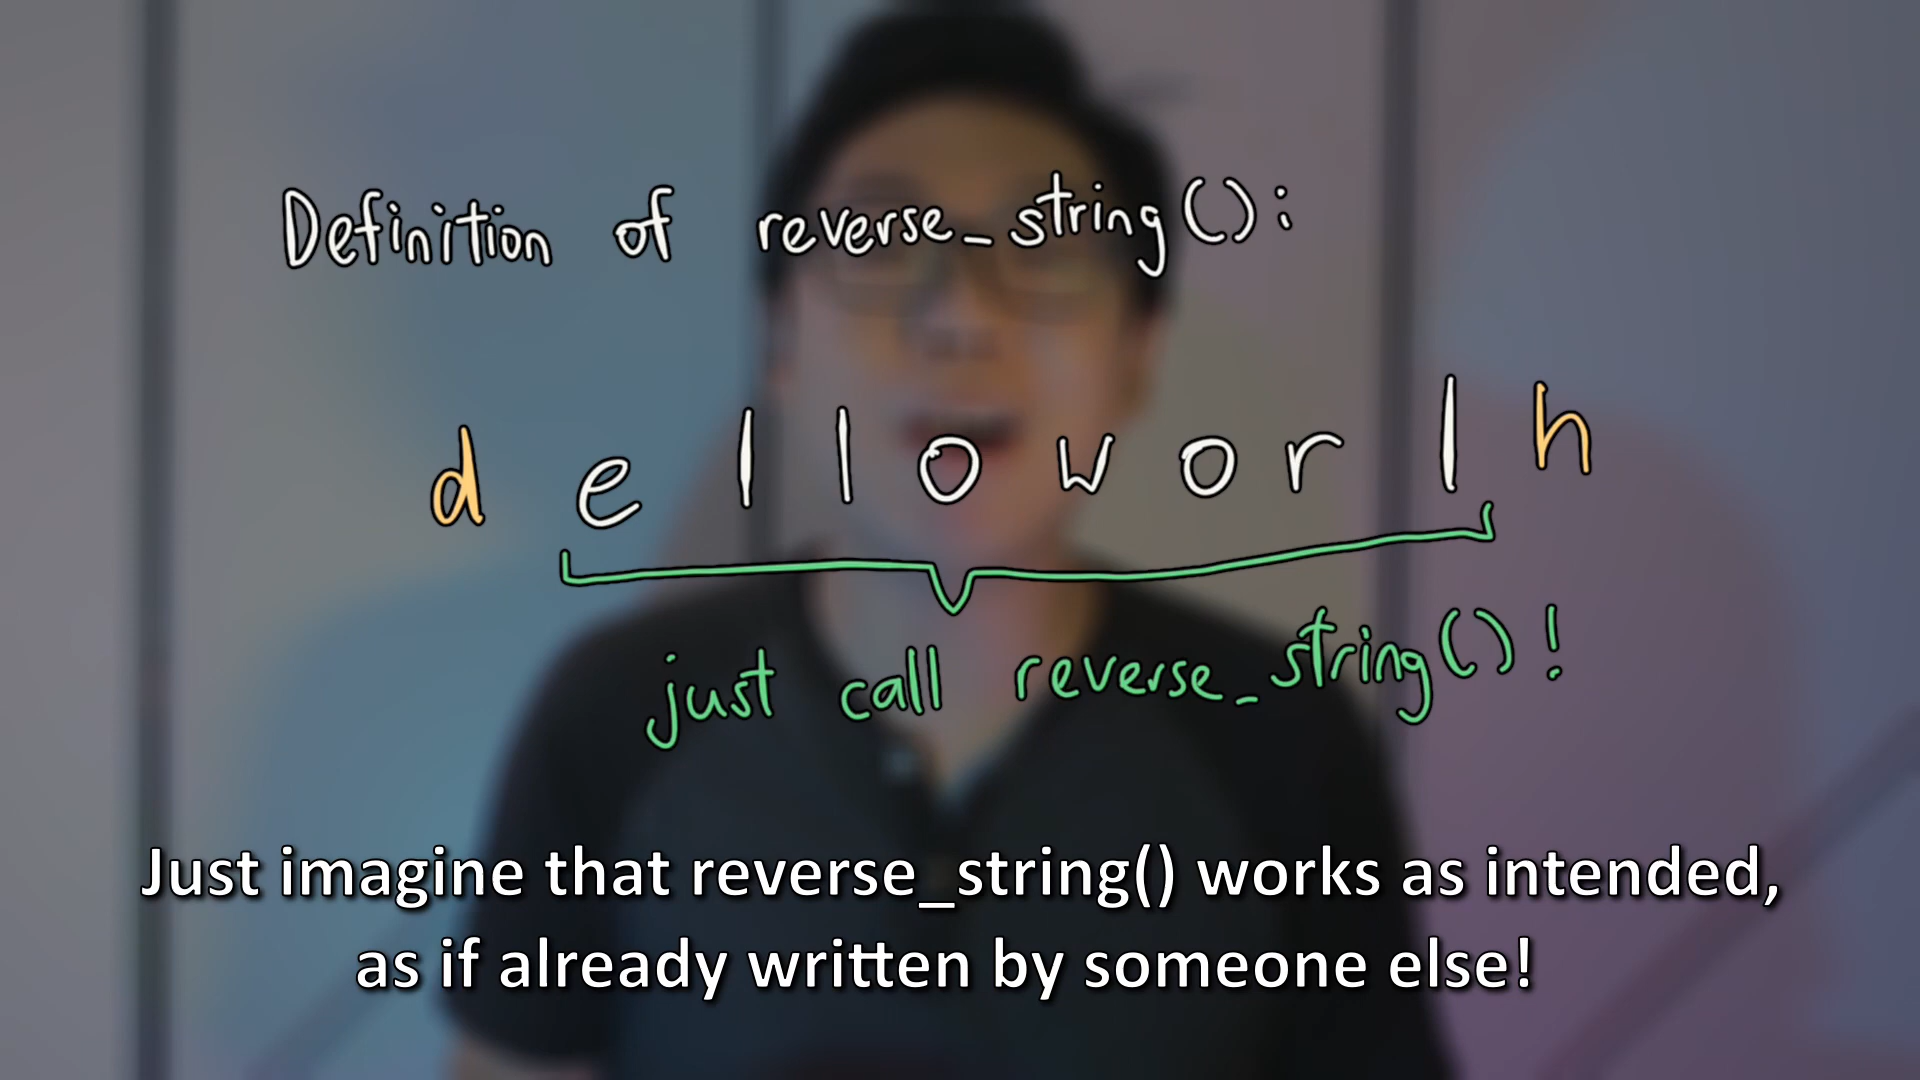 Definition of reverse_string():
d e l l o w o r l h
just call reverse_string()!
Just imagine that reverse_string() works as intended,
as if already written by someone else!